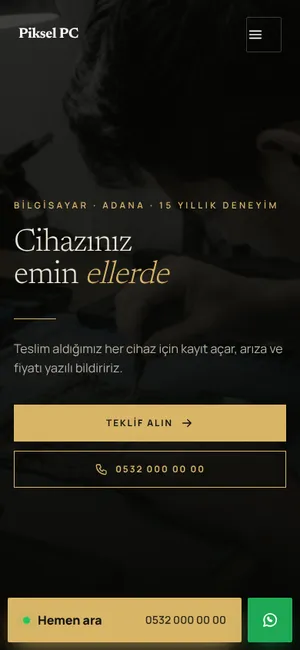 Piksel PC
BİLGİSAYAR · ADANA · 15 YILLIK DENEYİM
Cihazınız
emin ellerde
Teslim aldığımız her cihaz için kayıt açar, arıza ve
fiyatı yazılı bildiririz.
TEKLİF ALIN →
0532 000 00 00
Hemen ara 0532 000 00 00